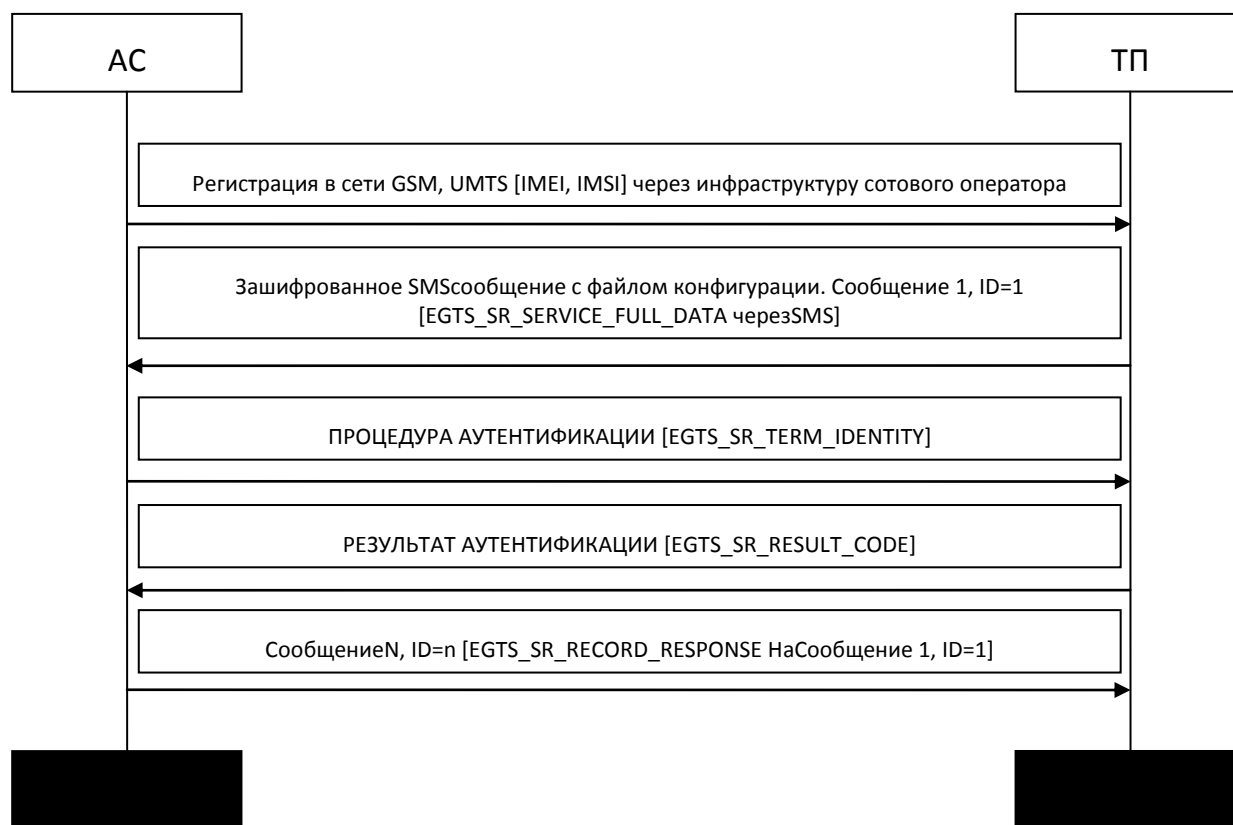 АС
ТП
Регистрация в сети GSM, UMTS [IMEI, IMSI] через инфраструктуру сотового оператора
Зашифрованное SMSсообщение с файлом конфигурации. Сообщение 1, ID=1
[EGTS_SR_SERVICE_FULL_DATA черезSMS]
ПРОЦЕДУРА АУТЕНТИФИКАЦИИ [EGTS_SR_TERM_IDENTITY]
РЕЗУЛЬТАТ АУТЕНТИФИКАЦИИ [EGTS_SR_RESULT_CODE]
СообщениеN, ID=n [EGTS_SR_RECORD_RESPONSE НаСообщение 1, ID=1]